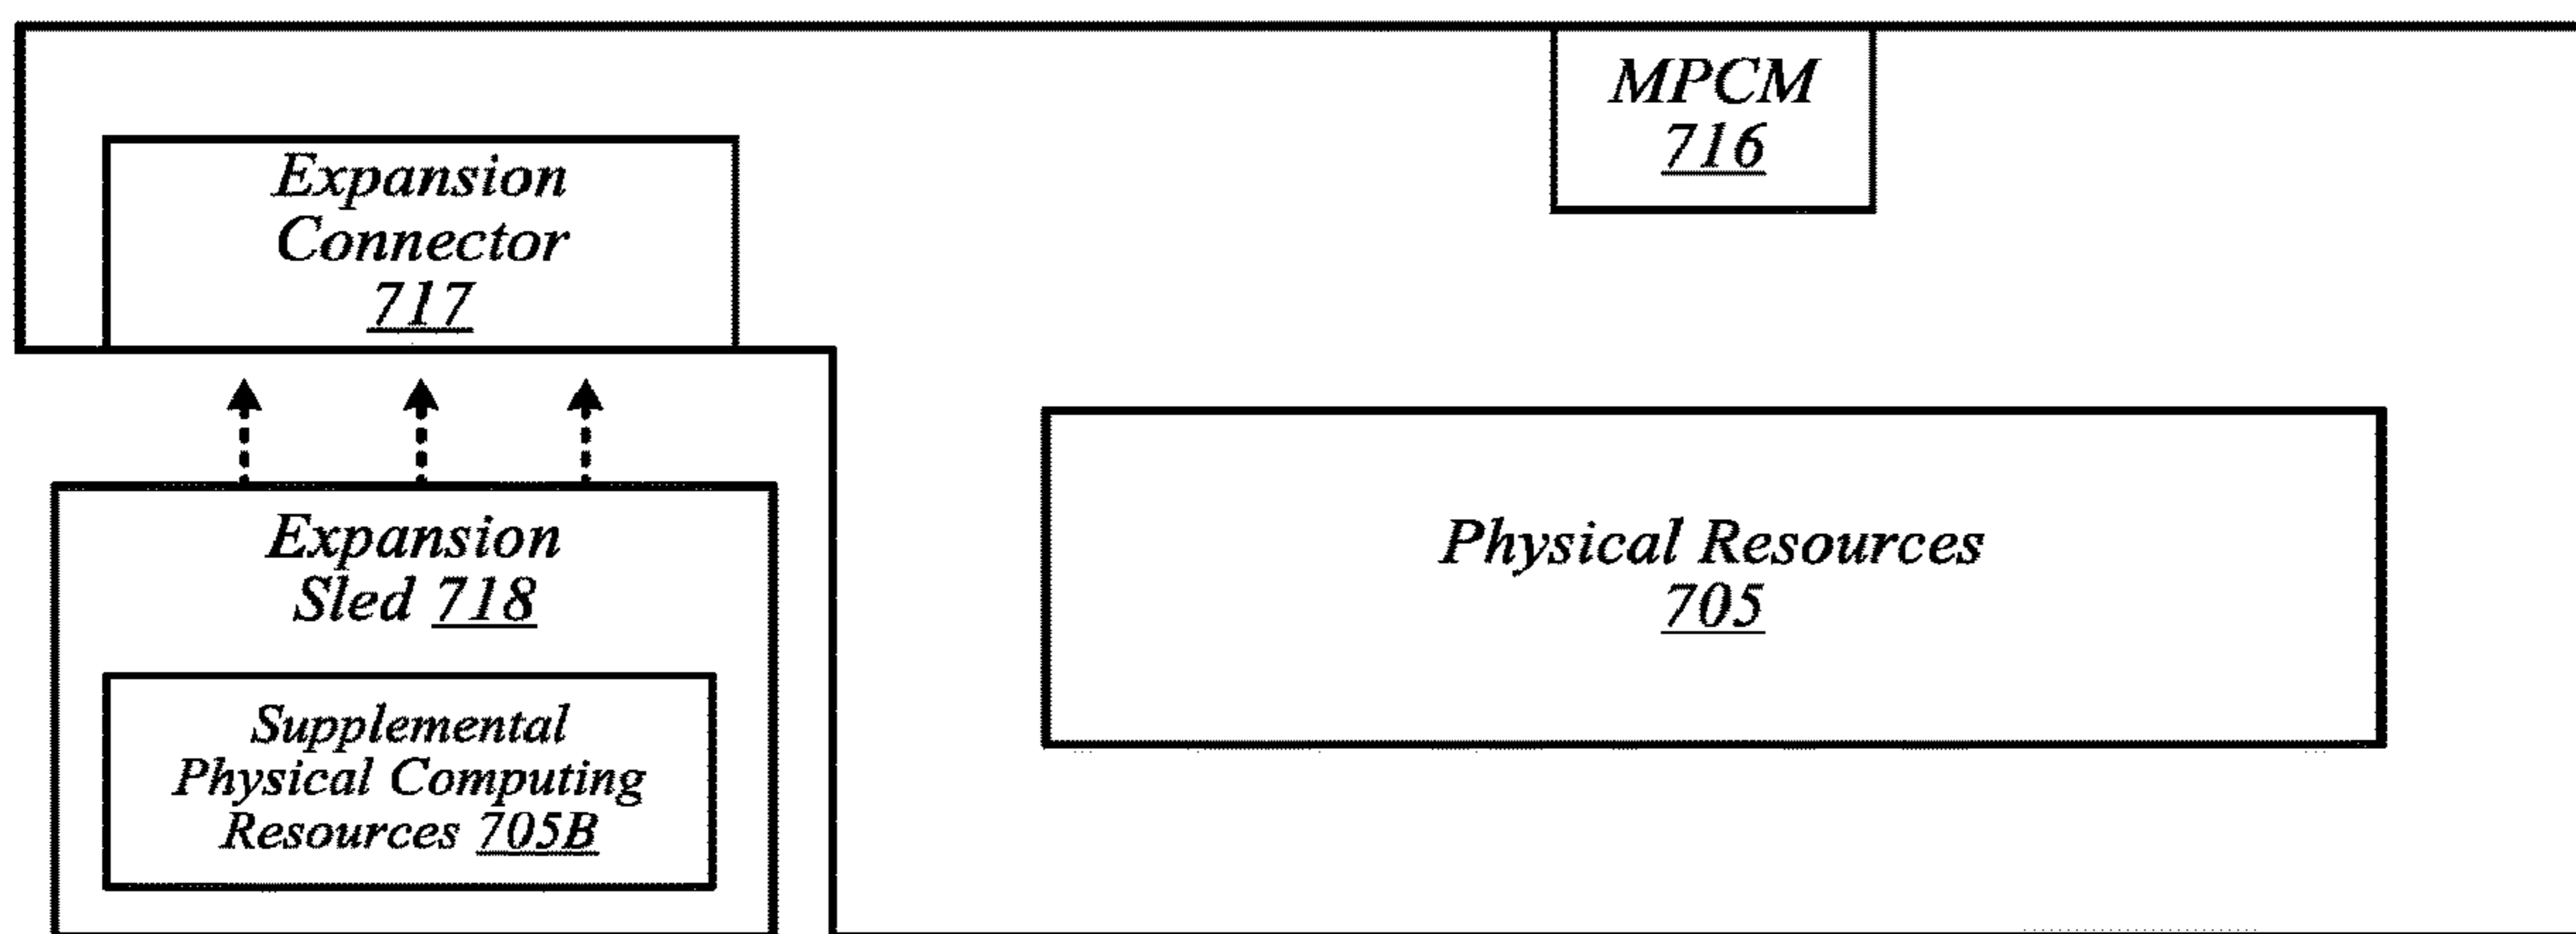 MPCM
716
Expansion
Connector
717
Expansion
Sled 718
Physical Resources
705
Supplemental
Physical Computing
Resources 705B